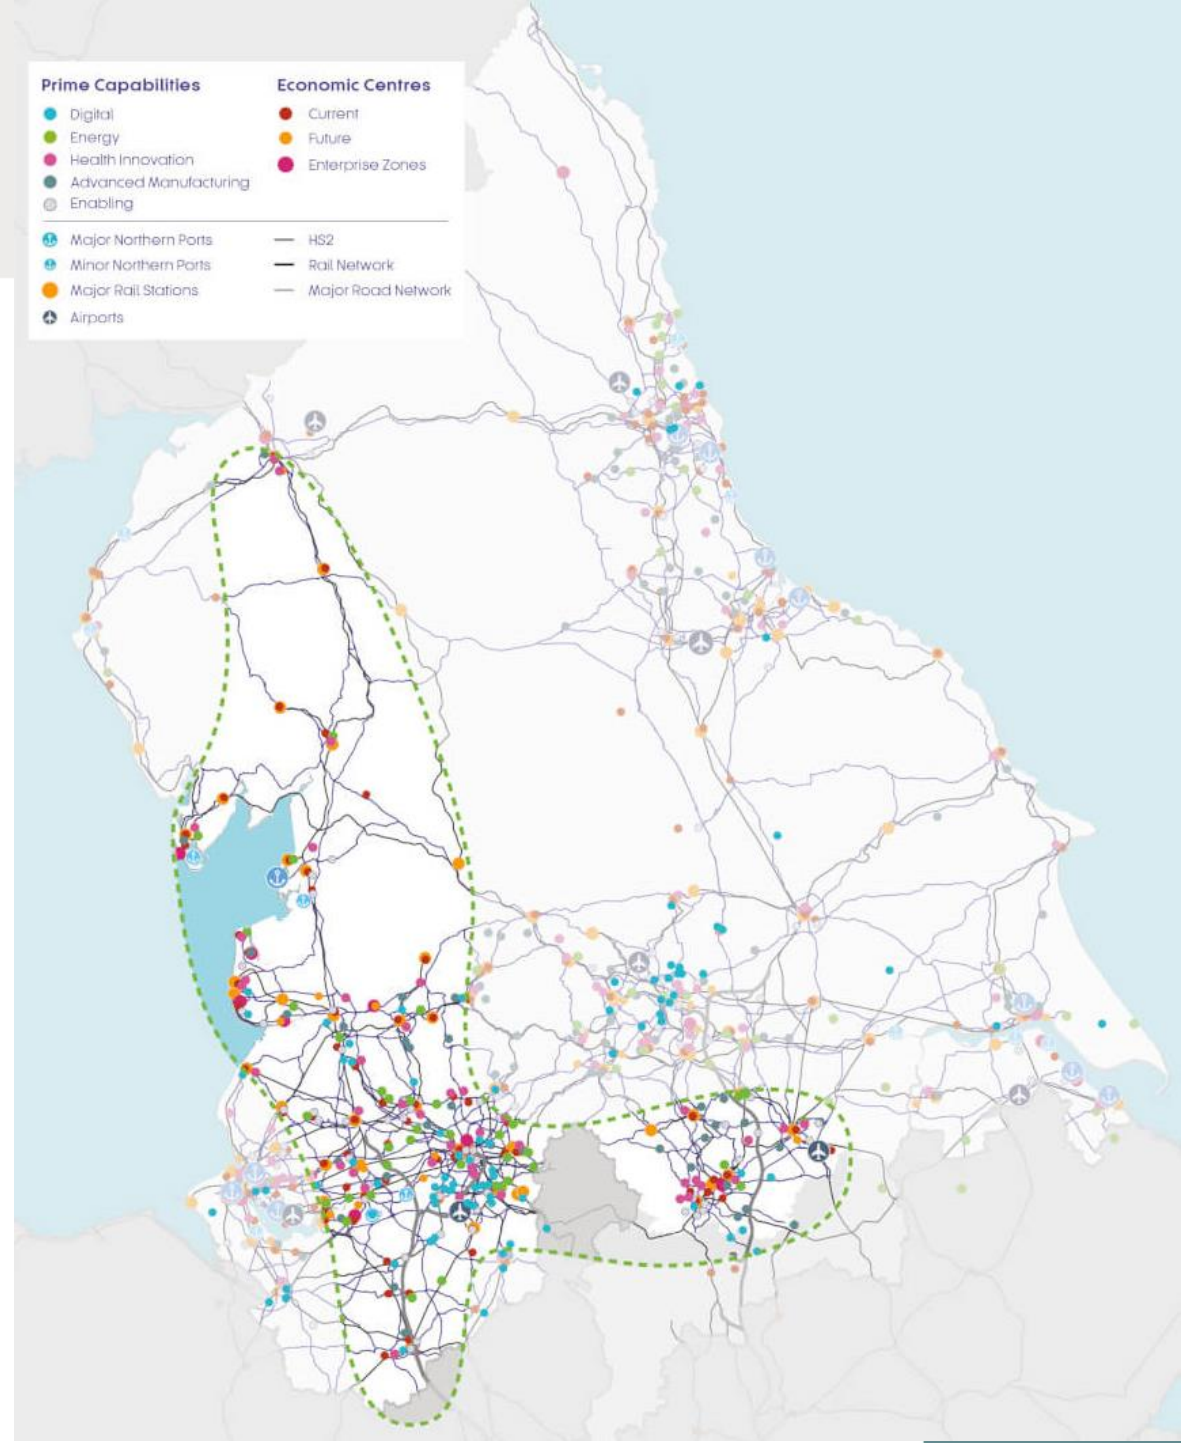 Prime Capabilities
Digital
Energy
Health Innovation
Advanced Manufacturing
Enabling
Economic Centres
Current
Future
Enterprise Zones
Major Northern Ports
Minor Northern Ports
Major Rail Stations
Airports
HS2
Rail Network
Major Road Network